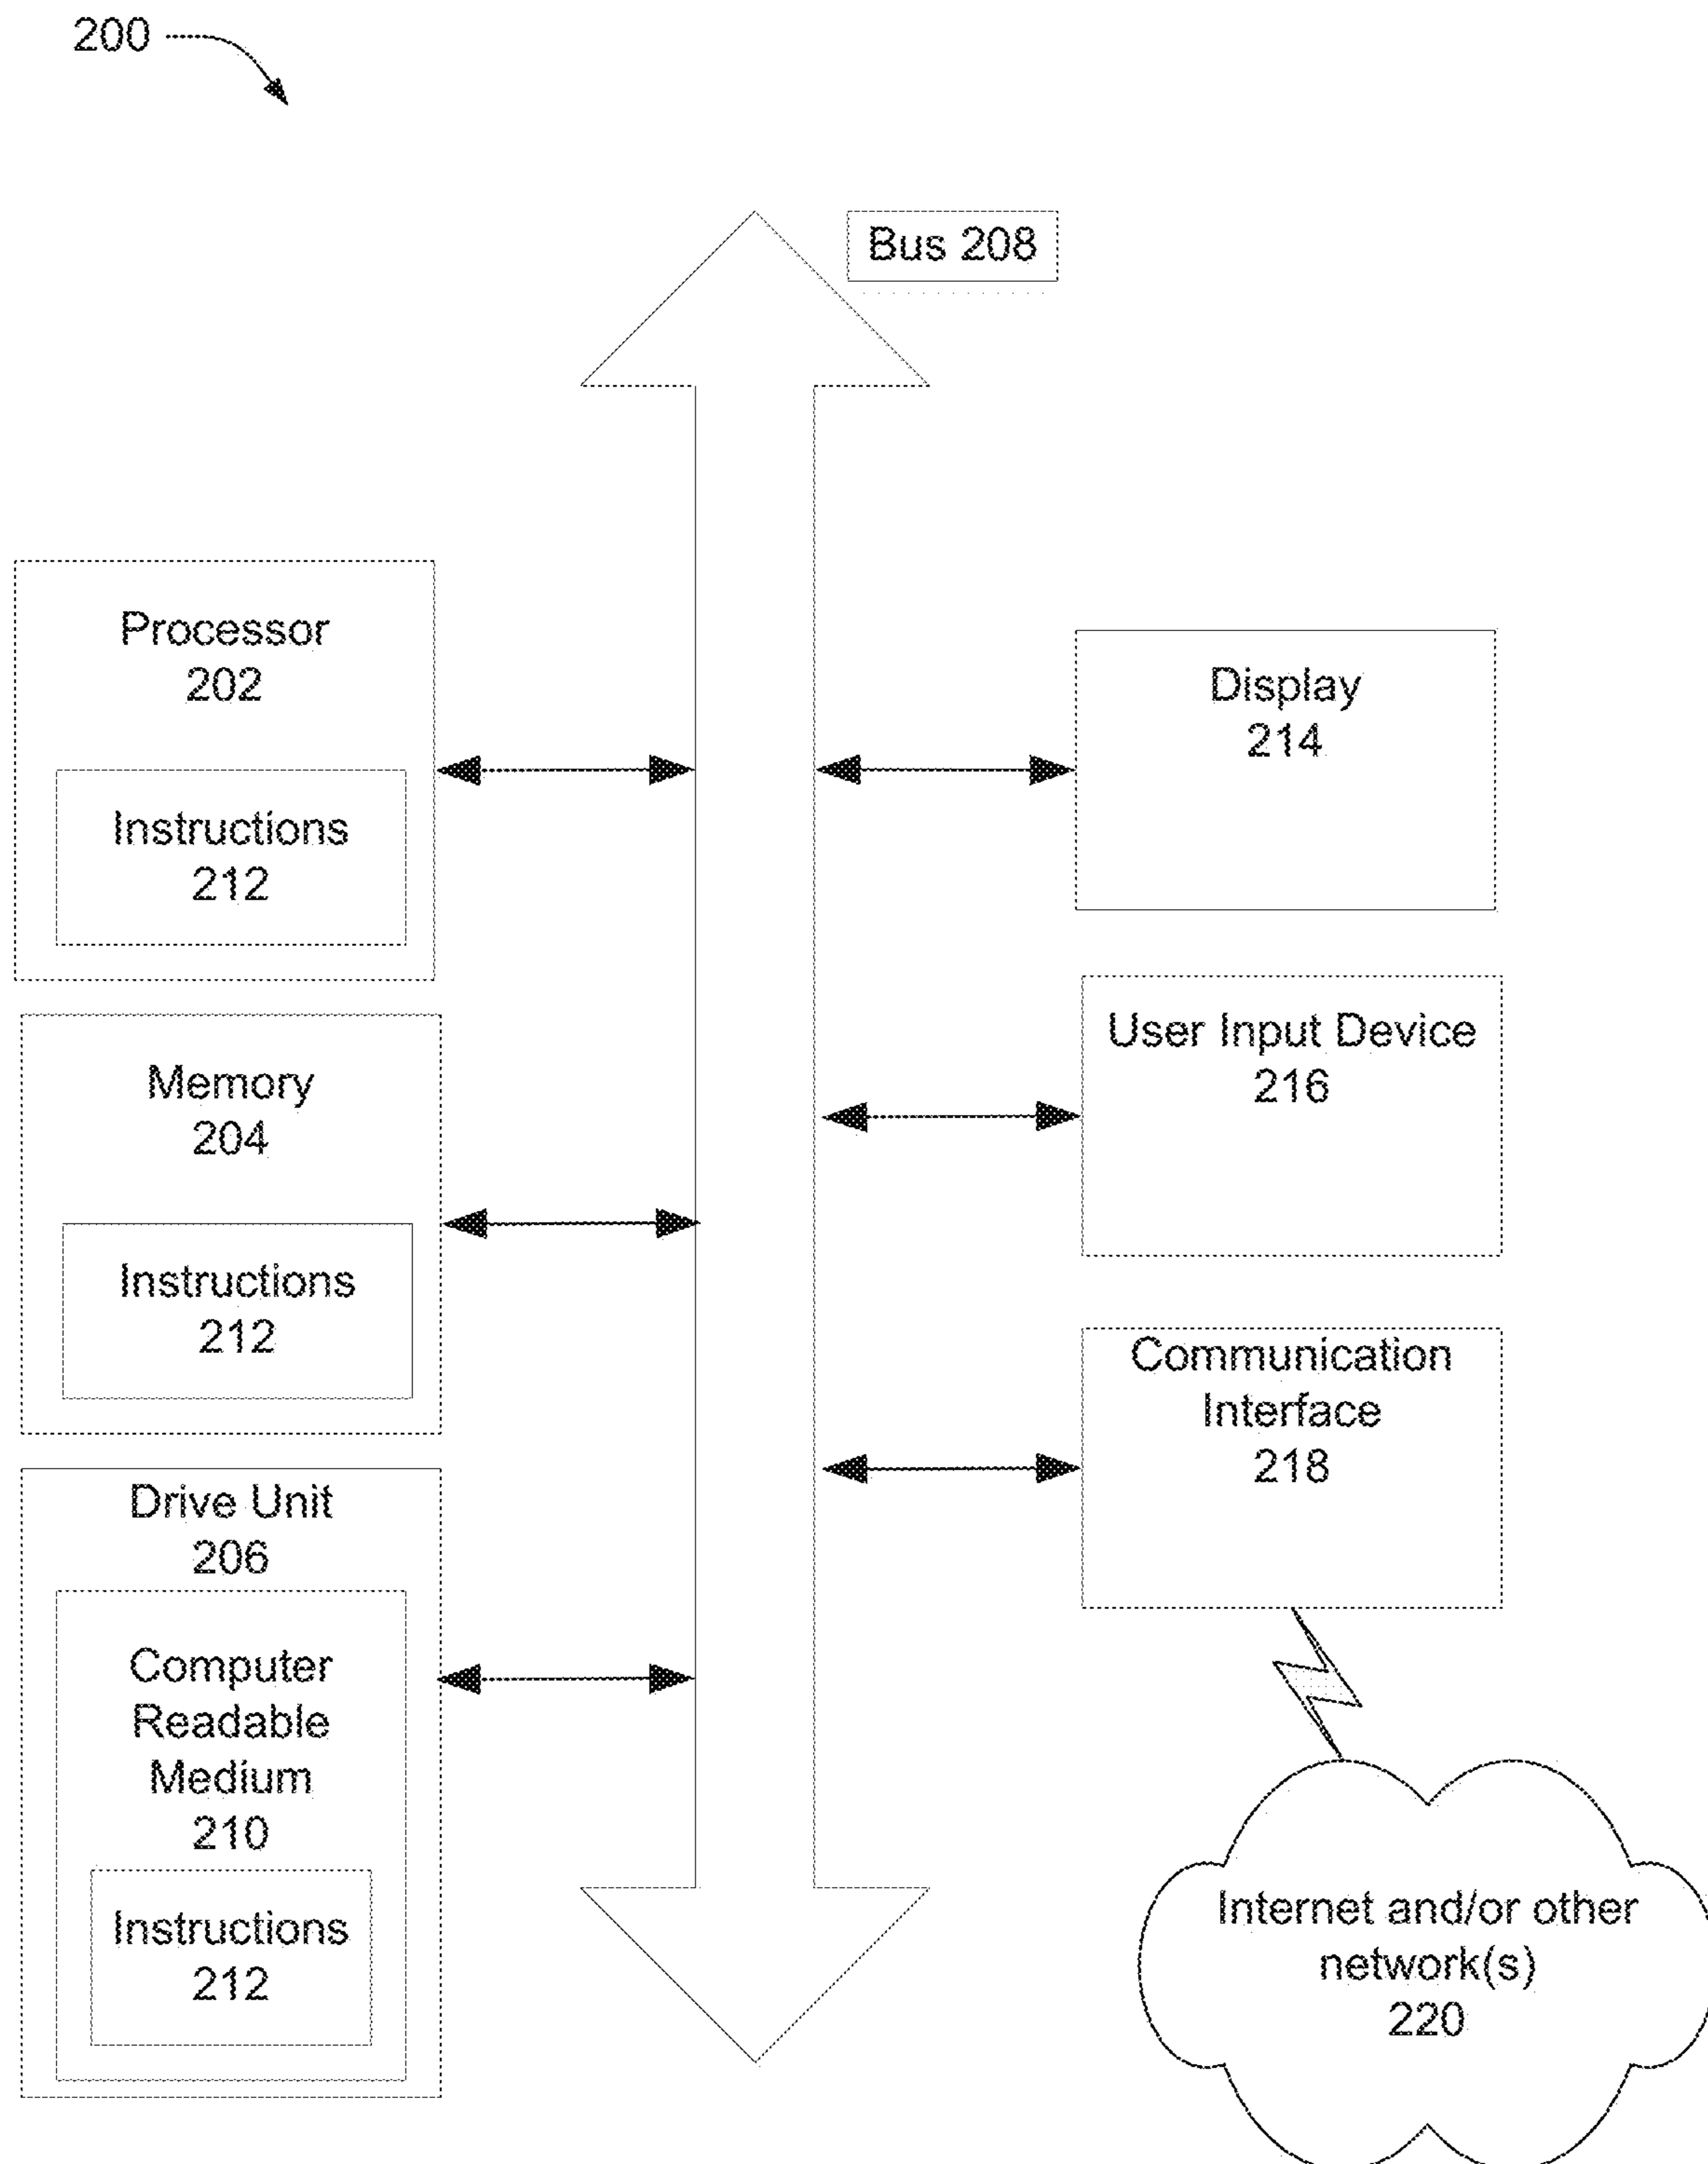 200
Bus 208
Processor
202
Instructions
212
Memory
204
Instructions
212
Drive Unit
206
Computer
Readable
Medium
210
Instructions
212
Display
214
User Input Device
216
Communication
Interface
218
Internet and/or other
network(s)
220